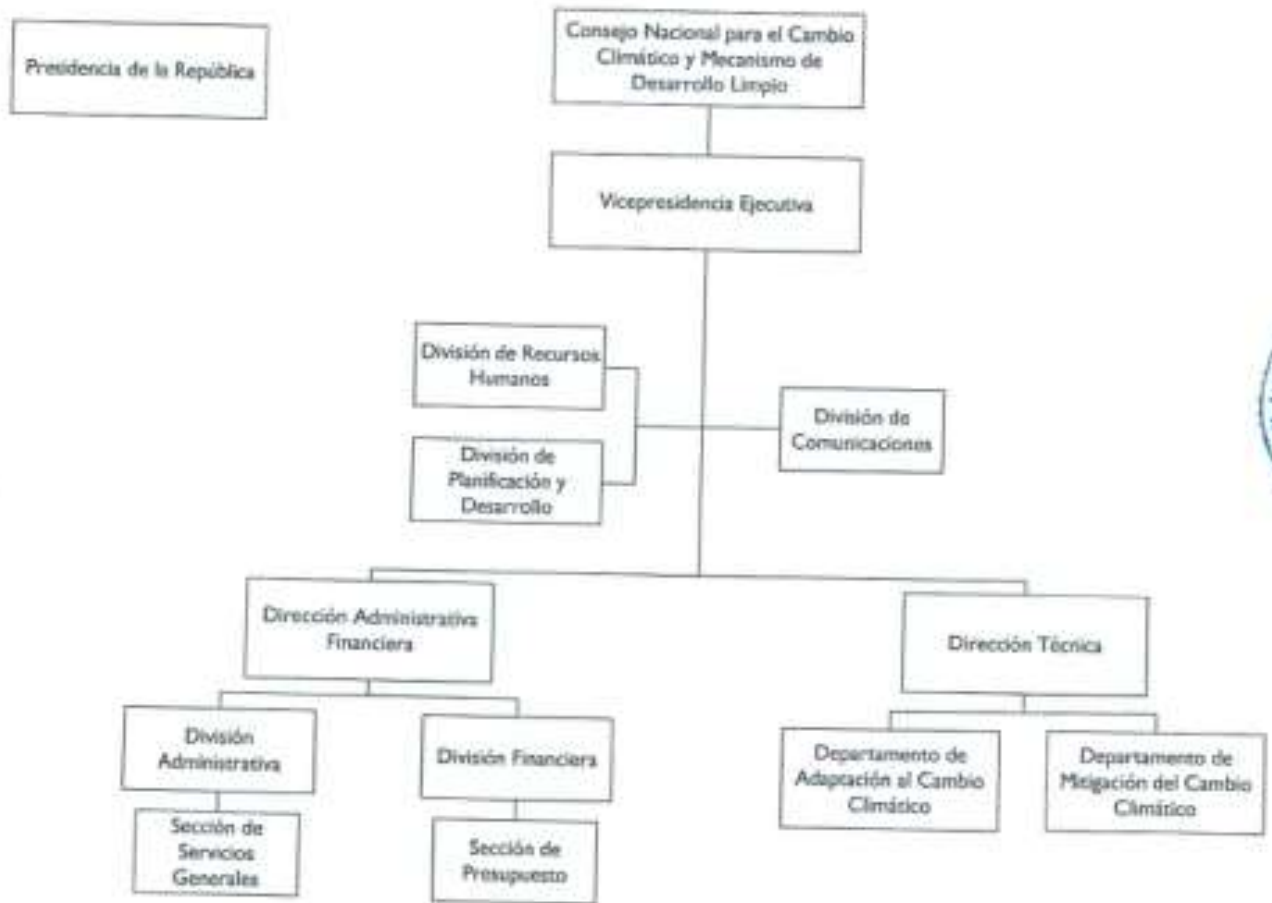 Presidencia de la República
Consejo Nacional para el Cambio
Climático y Mecanismo de
Desarrollo Limpio
Vicepresidencia Ejecutiva
División de Recursos
Humanos
División de
Comunicaciones
División de
Planificación y
Desarrollo
Dirección Administrativa
Financiera
Dirección Técnica
División
Administrativa
División Financiera
Departamento de
Adaptación al Cambio
Climático
Departamento de
Mitigación del Cambio
Climático
Sección de
Servicios
Generales
Sección de
Presupuesto